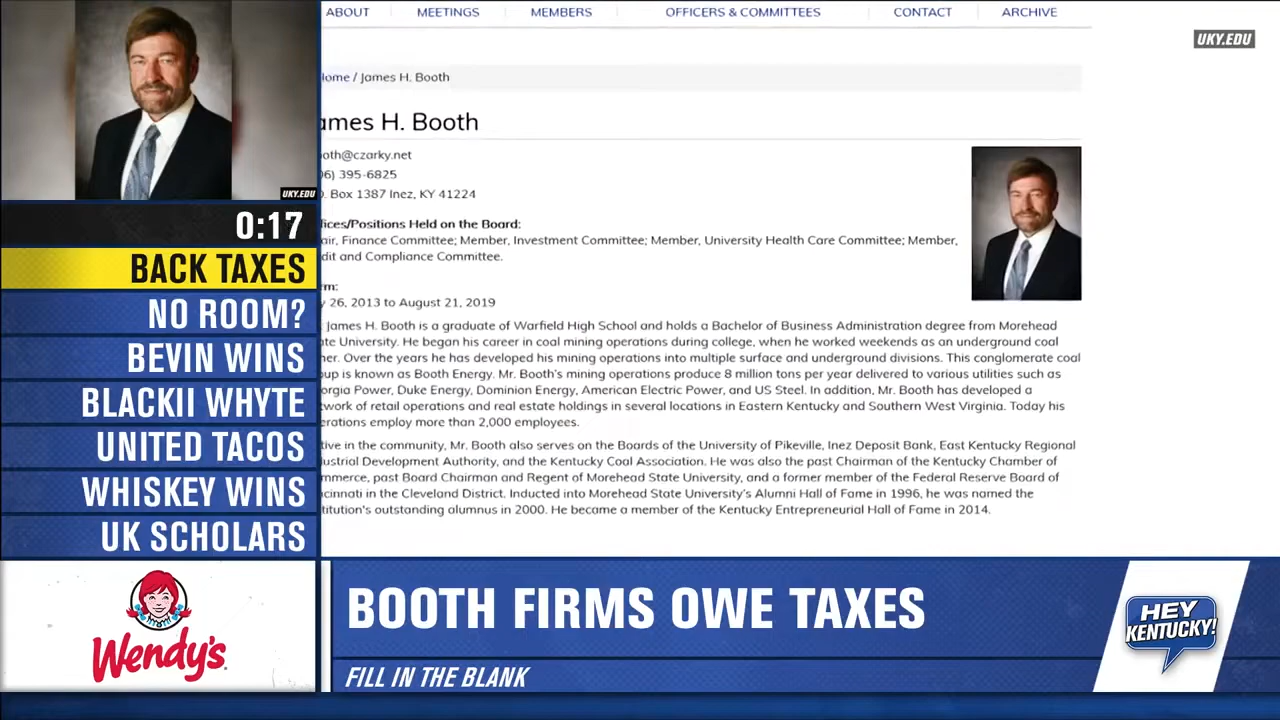 ABOUT
MEETINGS
MEMBERS
OFFICERS & COMMITTEES
CONTACT
ARCHIVE
UKY.EDU
ome / James H. Booth
ames H. Booth
oth@czarky.net
06) 395-6825
. Box 1387 Inez, KY 41224
fices/Positions Held on the Board:
air, Finance Committee; Member, Investment Committee; Member, University Health Care Committee; Member,
dit and Compliance Committee.
rm:
y 26, 2013 to August 21, 2019
James H. Booth is a graduate of Warfield High School and holds a Bachelor of Business Administration degree from Morehead
ate University. He began his career in coal mining operations during college, when he worked weekends as an underground coal
ner. Over the years he has developed his mining operations into multiple surface and underground divisions. This conglomerate coal
oup is known as Booth Energy. Mr. Booth's mining operations produce 8 million tons per year delivered to various utilities such as
orgia Power, Duke Energy, Dominion Energy, American Electric Power, and US Steel. In addition, Mr. Booth has developed a
twork of retail operations and real estate holdings in several locations in Eastern Kentucky and Southern West Virginia. Today his
erations employ more than 2,000 employees.
tive in the community, Mr. Booth also serves on the Boards of the University of Pikeville, Inez Deposit Bank, East Kentucky Regional
dustrial Development Authority, and the Kentucky Coal Association. He was also the past Chairman of the Kentucky Chamber of
mmerce, past Board Chairman and Regent of Morehead State University, and a former member of the Federal Reserve Board of
ncinnati in the Cleveland District. Inducted into Morehead State University's Alumni Hall of Fame in 1996, he was named the
titution's outstanding alumnus in 2000. He became a member of the Kentucky Entrepreneurial Hall of Fame in 2014.
UKY.EDU
0:17
BACK TAXES
NO ROOM?
BEVIN WINS
BLACKII WHYTE
UNITED TACOS
WHISKEY WINS
UK SCHOLARS
Wendy's
BOOTH FIRMS OWE TAXES
FILL IN THE BLANK
HEY
KENTUCKY!